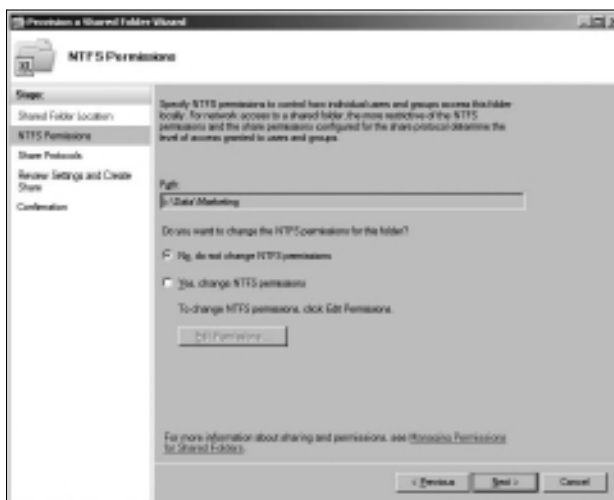 Provision a Shared Folder Wizard
NTFS Permissions
Steps:
Shared Folder Location
NTFS Permissions
Share Protocols
Review Settings and Create
Share
Confirmation
Specify NTFS permissions to control how individual users and groups access this folder
locally. For network access to a shared folder, the more restrictive of the NTFS
permissions and the share permissions configured for the share protocol determine the
level of access granted to users and groups.
Path:
\Data\Marketing
Do you want to change the NTFS permissions for this folder?
No, do not change NTFS permissions
Yes, change NTFS permissions
To change NTFS permissions, click Edit Permissions.
Edit Permissions...
For more information about sharing and permissions, see Managing Permissions
for Shared Folders.
< Previous
Next >
Cancel